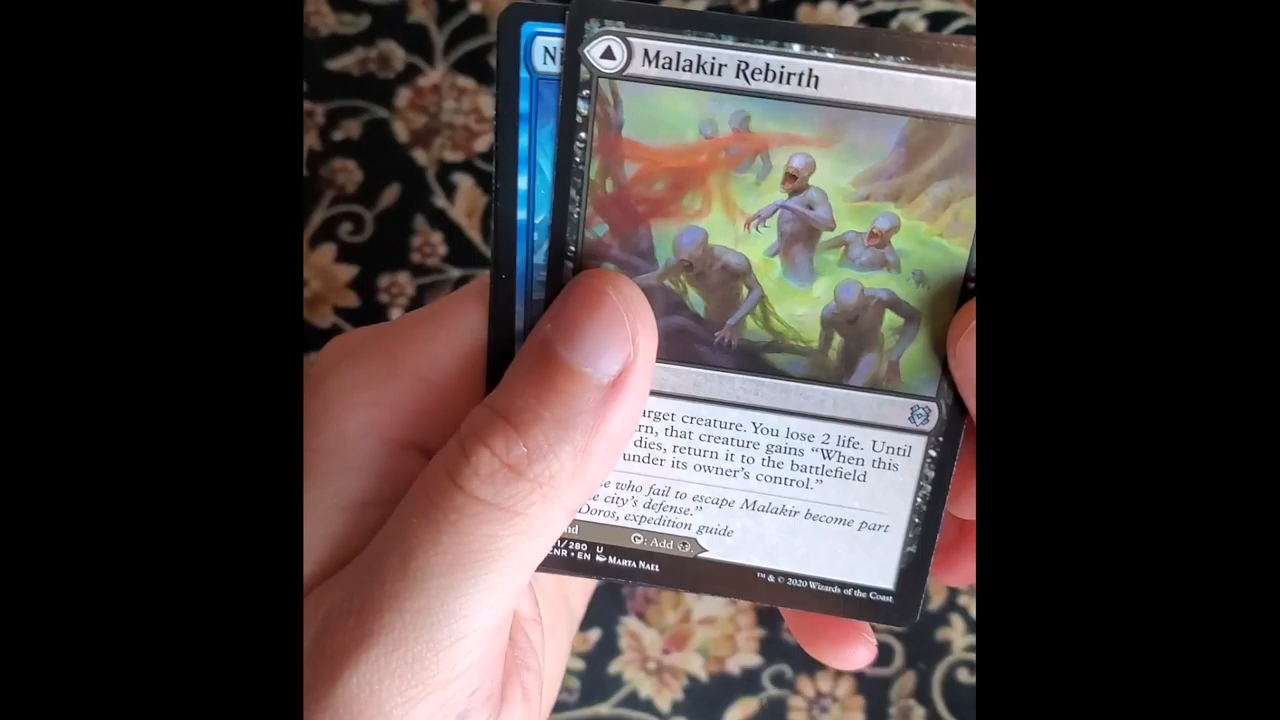 Ni
Malakir Rebirth
arget creature. You lose 2 life. Until
rn, that creature gains “When this
dies, return it to the battlefield
under its owner’s control.”
e who fail to escape Malakir become part
e city’s defense.”
Doros, expedition guide
nd : Add .
1/280 U
ZNR • EN MARTA NAEL
™ & © 2020 Wizards of the Coast